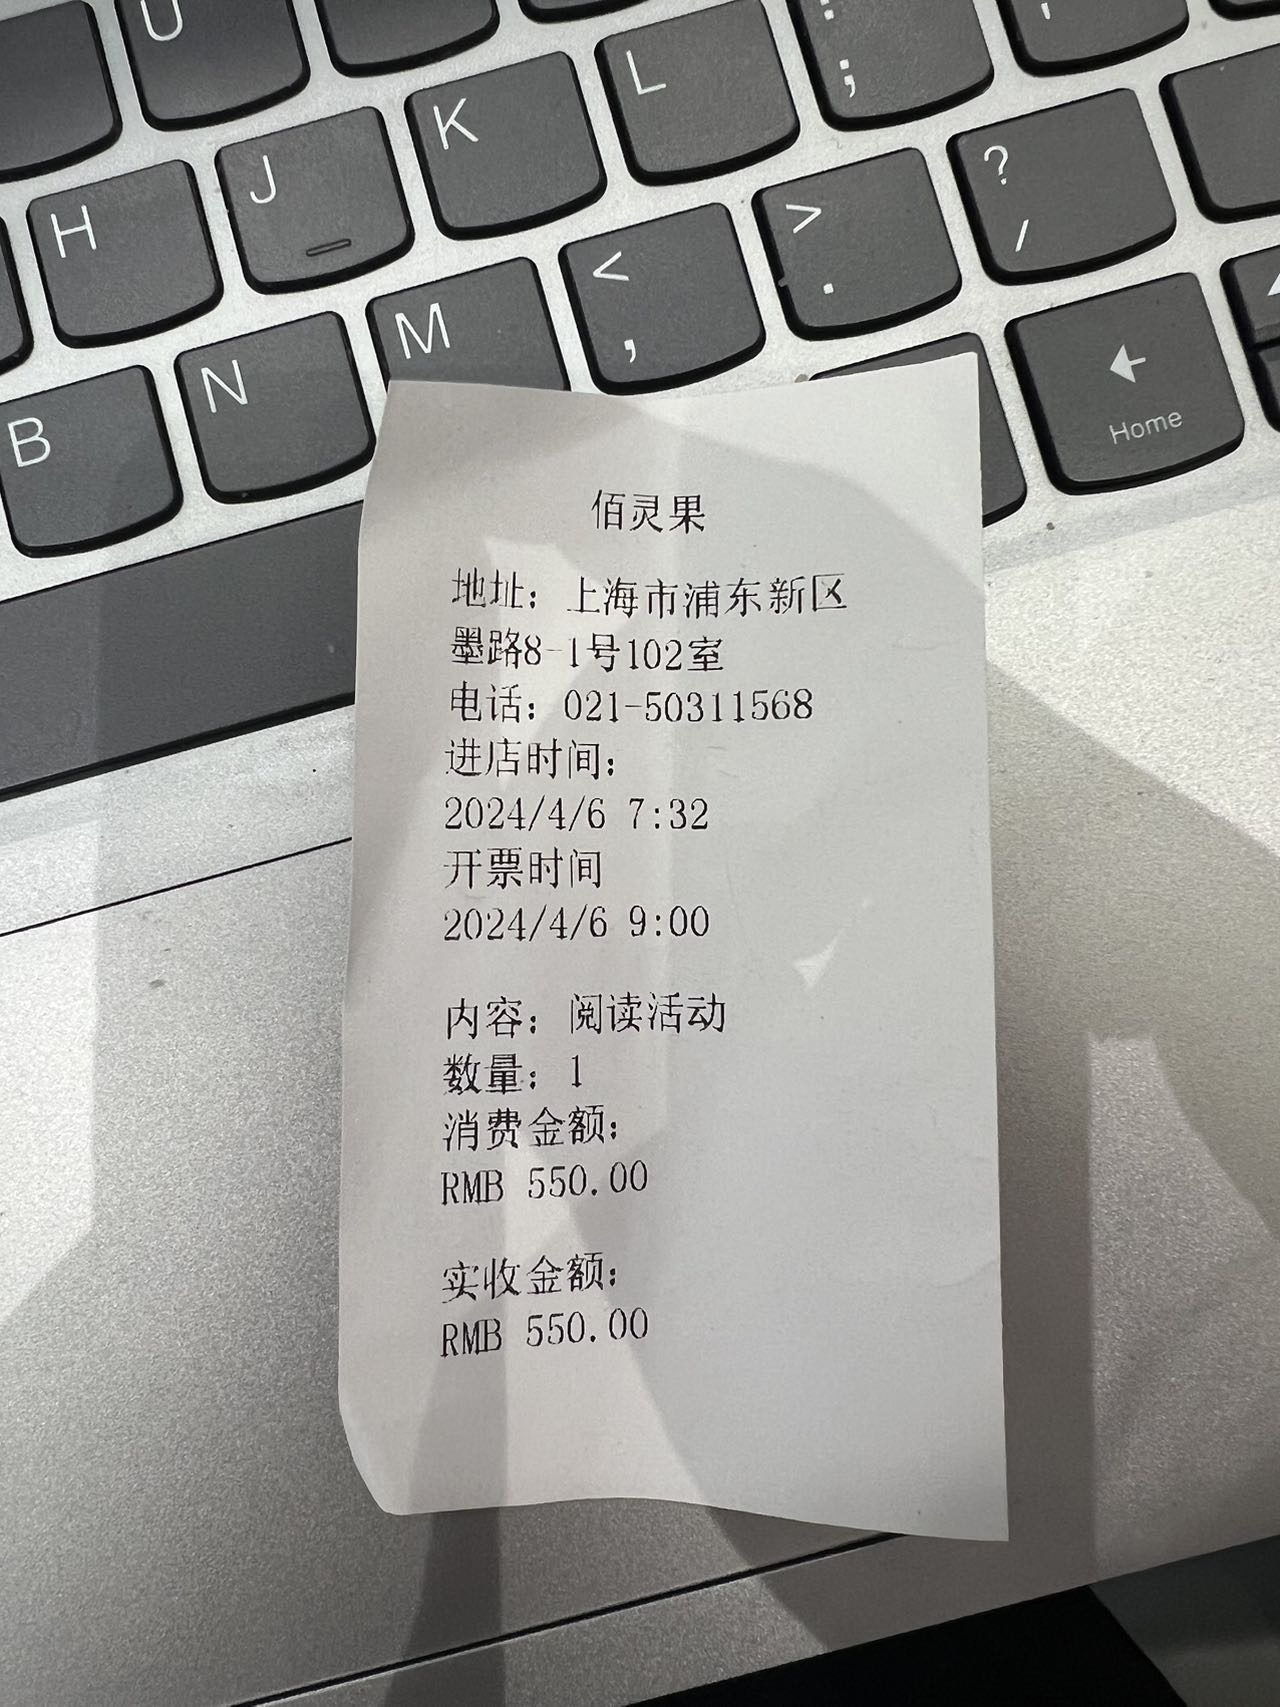 U
H
J
K
L
:
;
B
N
M
<
,
>
.
?
/
←
Home
佰灵果
地址：上海市浦东新区
墨路8-1号102室
电话：021-50311568
进店时间：
2024/4/6 7:32
开票时间
2024/4/6 9:00
内容：阅读活动
数量：1
消费金额：
RMB 550.00
实收金额：
RMB 550.00